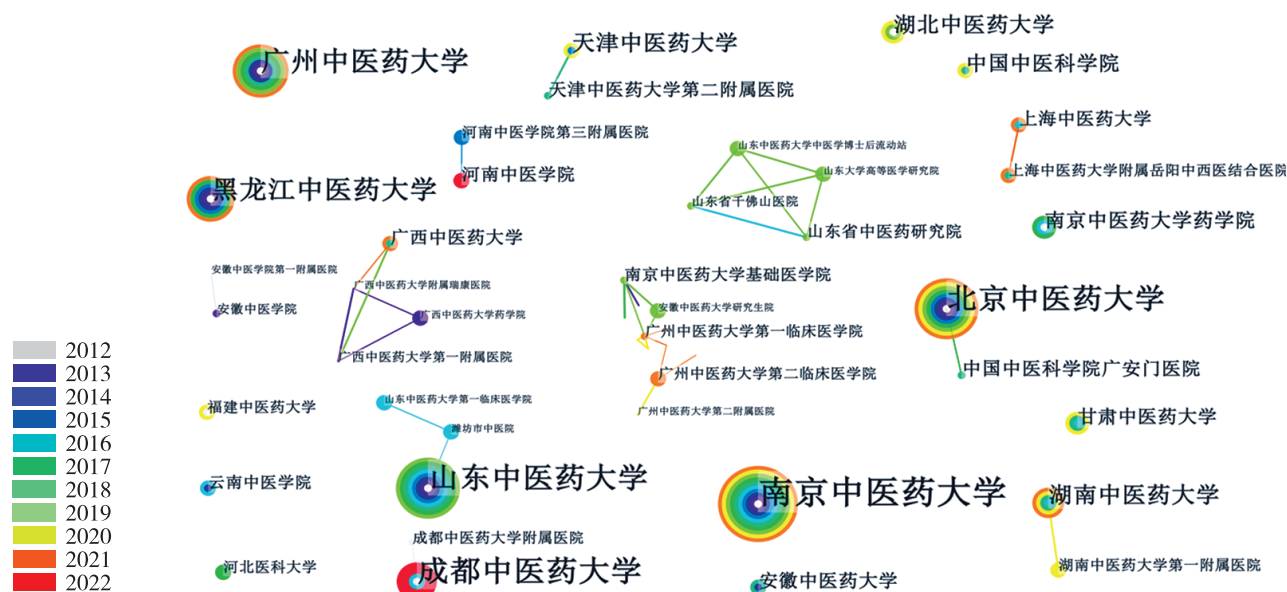 湖北中医药大学
天津中医药大学
广州中医药大学
中国中医科学院
天津中医药大学第二附属医院
上海中医药大学
河南中医学院第三附属医院
山东中医药大学中医学博士后流动站
山东大学高等医学研究院
上海中医药大学附属岳阳中西医结合医院
河南中医学院
黑龙江中医药大学
山东省千佛山医院
南京中医药大学药学院
山东省中医药研究院
广西中医药大学
安徽中医学院第一附属医院
南京中医药大学基础医学院
广西中医药大学附属瑞康医院
北京中医药大学
安徽中医学院
安徽中医药大学研究生院
广西中医药大学药学院
广州中医药大学第一临床医学院
广西中医药大学第一附属医院
中国中医科学院广安门医院
广州中医药大学第二临床医学院
山东中医药大学第一临床医学院
福建中医药大学
广州中医药大学第二附属医院
甘肃中医药大学
潍坊市中医院
山东中医药大学
云南中医学院
南京中医药大学
湖南中医药大学
成都中医药大学附属医院
河北医科大学
成都中医药大学
安徽中医药大学
湖南中医药大学第一附属医院
2012
2013
2014
2015
2016
2017
2018
2019
2020
2021
2022